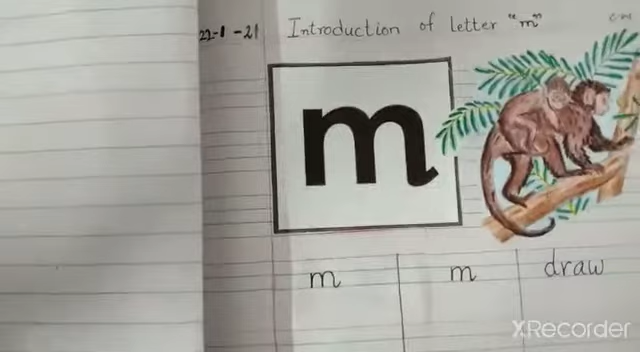 22-1-21 Introduction of letter "m"
m
m m draw
XRecorder